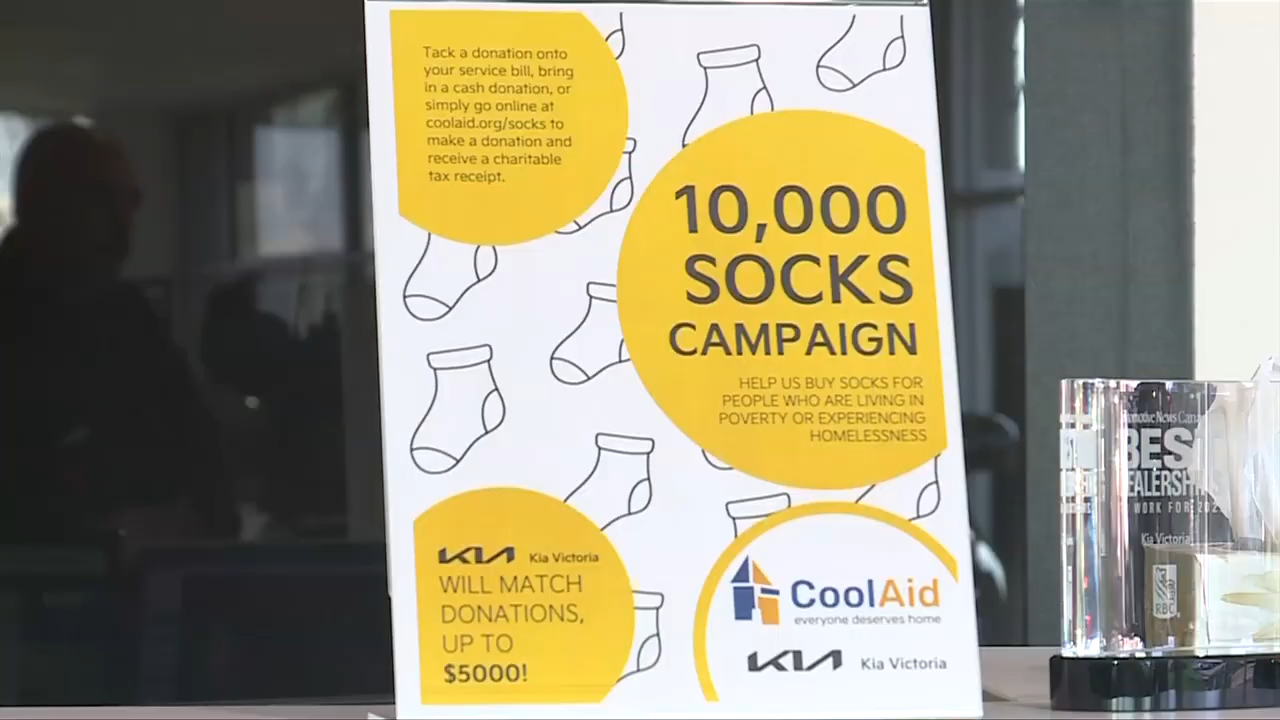 Tack a donation onto
your service bill, bring
in a cash donation, or
simply go online at
coolaid.org/socks to
make a donation and
receive a charitable
tax receipt.
10,000
SOCKS
CAMPAIGN
HELP US BUY SOCKS FOR
PEOPLE WHO ARE LIVING IN
POVERTY OR EXPERIENCING
HOMELESSNESS
KIA Kia Victoria
WILL MATCH
DONATIONS,
UP TO
$5000!
CoolAid
everyone deserves home
KIA Kia Victoria
BEST
WORK FOR
Kia Victoria
RBC